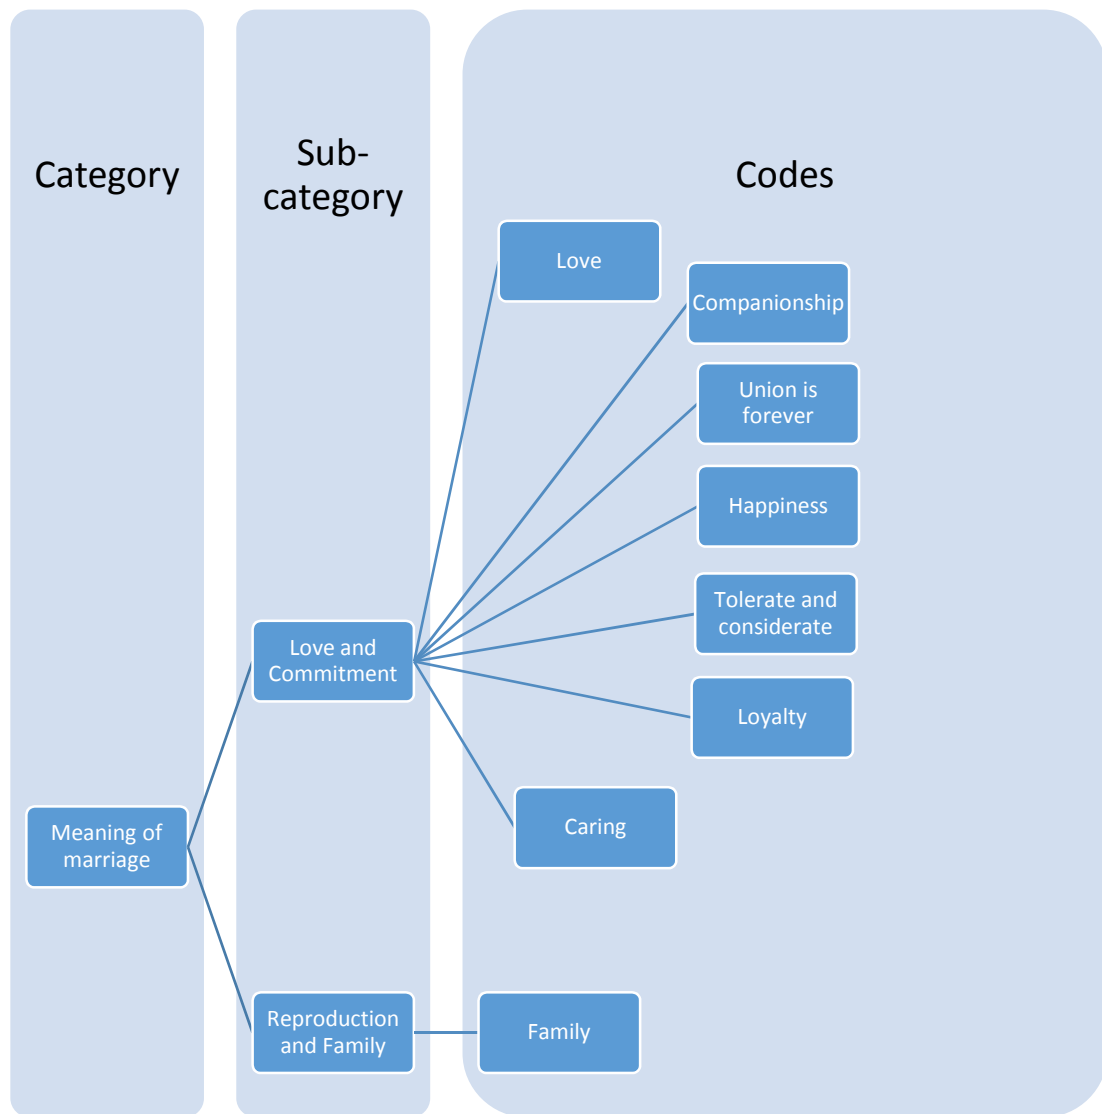 Category
Sub-
category
Codes
Love
Companionship
Union is
forever
Happiness
Tolerate and
considerate
Love and
Commitment
Loyalty
Meaning of
marriage
Caring
Reproduction
and Family
Family